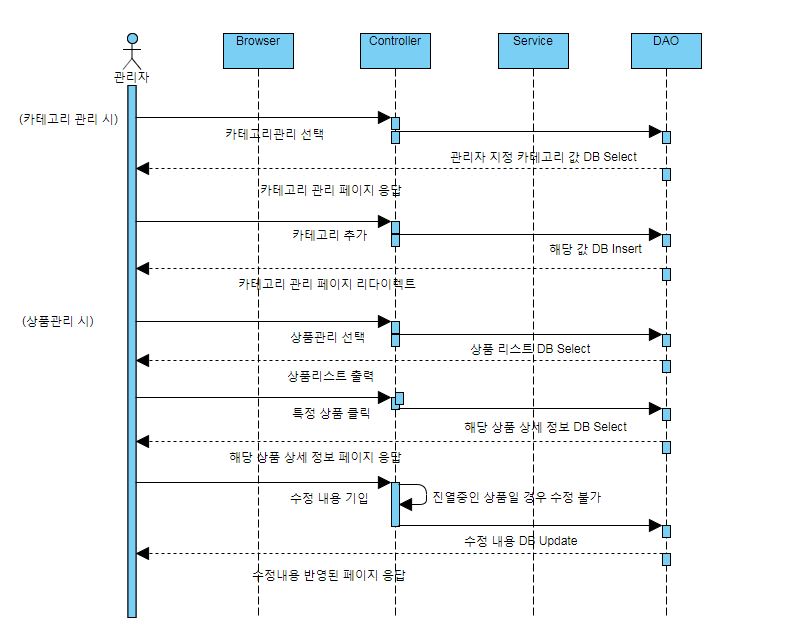 Browser
Controller
Service
DAO
관리자
(카테고리 관리 시)
카테고리관리 선택
관리자 지정 카테고리 값 DB Select
카테고리 관리 페이지 응답
카테고리 추가
해당 값 DB Insert
카테고리 관리 페이지 리다이렉트
(상품관리 시)
상품관리 선택
상품 리스트 DB Select
상품리스트 출력
특정 상품 클릭
해당 상품 상세 정보 DB Select
해당 상품 상세 정보 페이지 응답
수정 내용 기입
진열중인 상품일 경우 수정 불가
수정 내용 DB Update
수정내용 반영된 페이지 응답